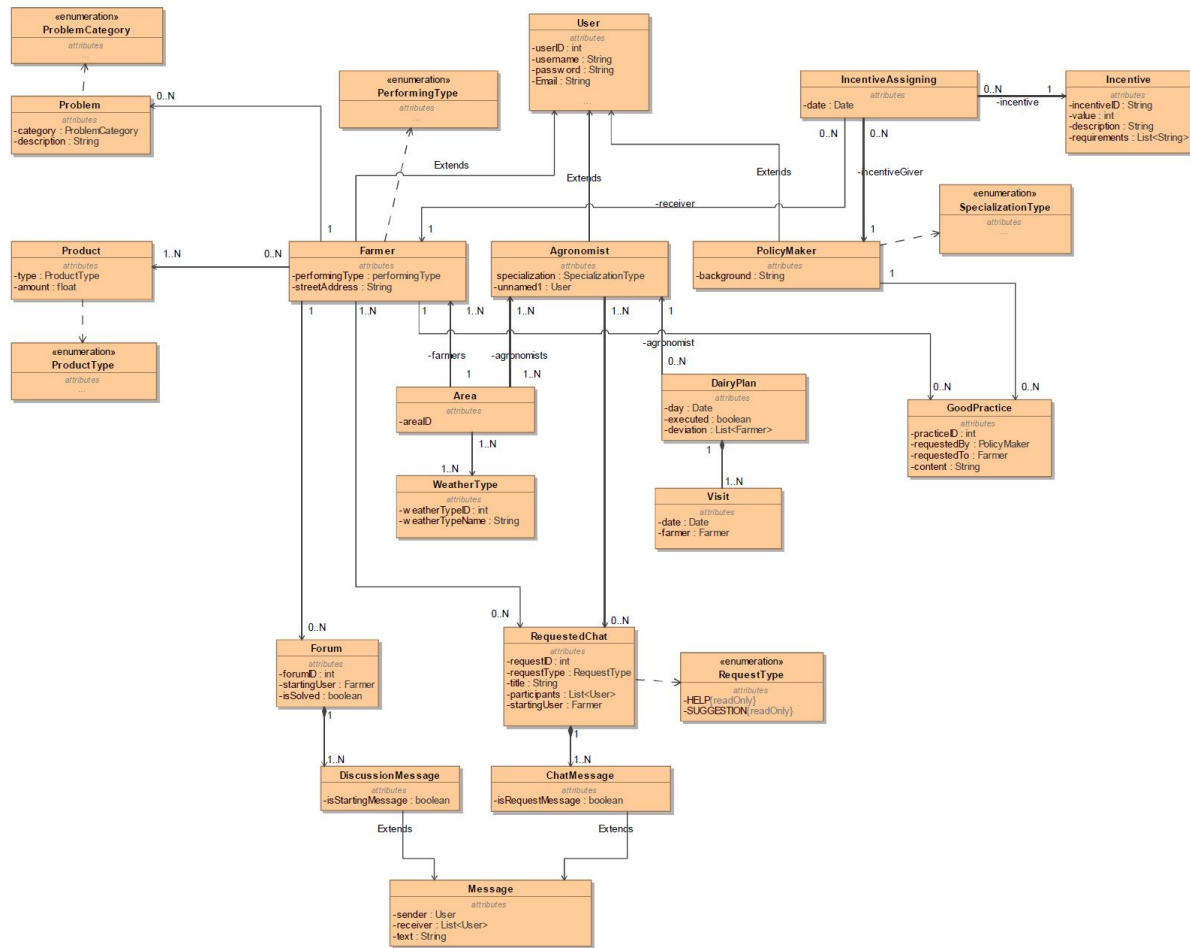 «enumeration»
ProblemCategory
attributes
...
Problem
attributes
-category : ProblemCategory
-description : String
0..N
«enumeration»
PerformingType
attributes
...
User
attributes
-userID : int
-username : String
-password : String
-Email : String
...
IncentiveAssigning
attributes
-date : Date
0..N
1
-incentive
Incentive
attributes
-incentiveID : String
-value : int
-description : String
-requirements : List<String>
0..N
0..N
Extends
Extends
Extends
-incentiveGiver
-receiver
«enumeration»
SpecializationType
attributes
...
1
1
1
Product
attributes
-type : ProductType
-amount : float
1..N
0..N
Farmer
attributes
-performingType : performingType
-streetAddress : String
Agronomist
attributes
specialization : SpecializationType
-unnamed1 : User
PolicyMaker
attributes
-background : String
1
1
1..N
1
1..N
1..N
1..N
1
«enumeration»
ProductType
attributes
...
-farmers
-agronomists
-agronomist
1
1..N
0..N
Area
attributes
-areaID
DairyPlan
attributes
-day : Date
-executed : boolean
-deviation : List<Farmer>
0..N
0..N
GoodPractice
attributes
-practiceID : int
-requestedBy : PolicyMaker
-requestedTo : Farmer
-content : String
1..N
1..N
1
1..N
WeatherType
attributes
-weatherTypeID : int
-weatherTypeName : String
Visit
attributes
-date : Date
-farmer : Farmer
0..N
0..N
0..N
Forum
attributes
-forumID : int
-startingUser : Farmer
-isSolved : boolean
RequestedChat
attributes
-requestID : int
-requestType : RequestType
-title : String
-participants : List<User>
-startingUser : Farmer
«enumeration»
RequestType
attributes
-HELP{readOnly}
-SUGGESTION{readOnly}
1
1
1..N
1..N
DiscussionMessage
attributes
-isStartingMessage : boolean
ChatMessage
attributes
-isRequestMessage : boolean
Extends
Extends
Message
attributes
-sender : User
-receiver : List<User>
-text : String